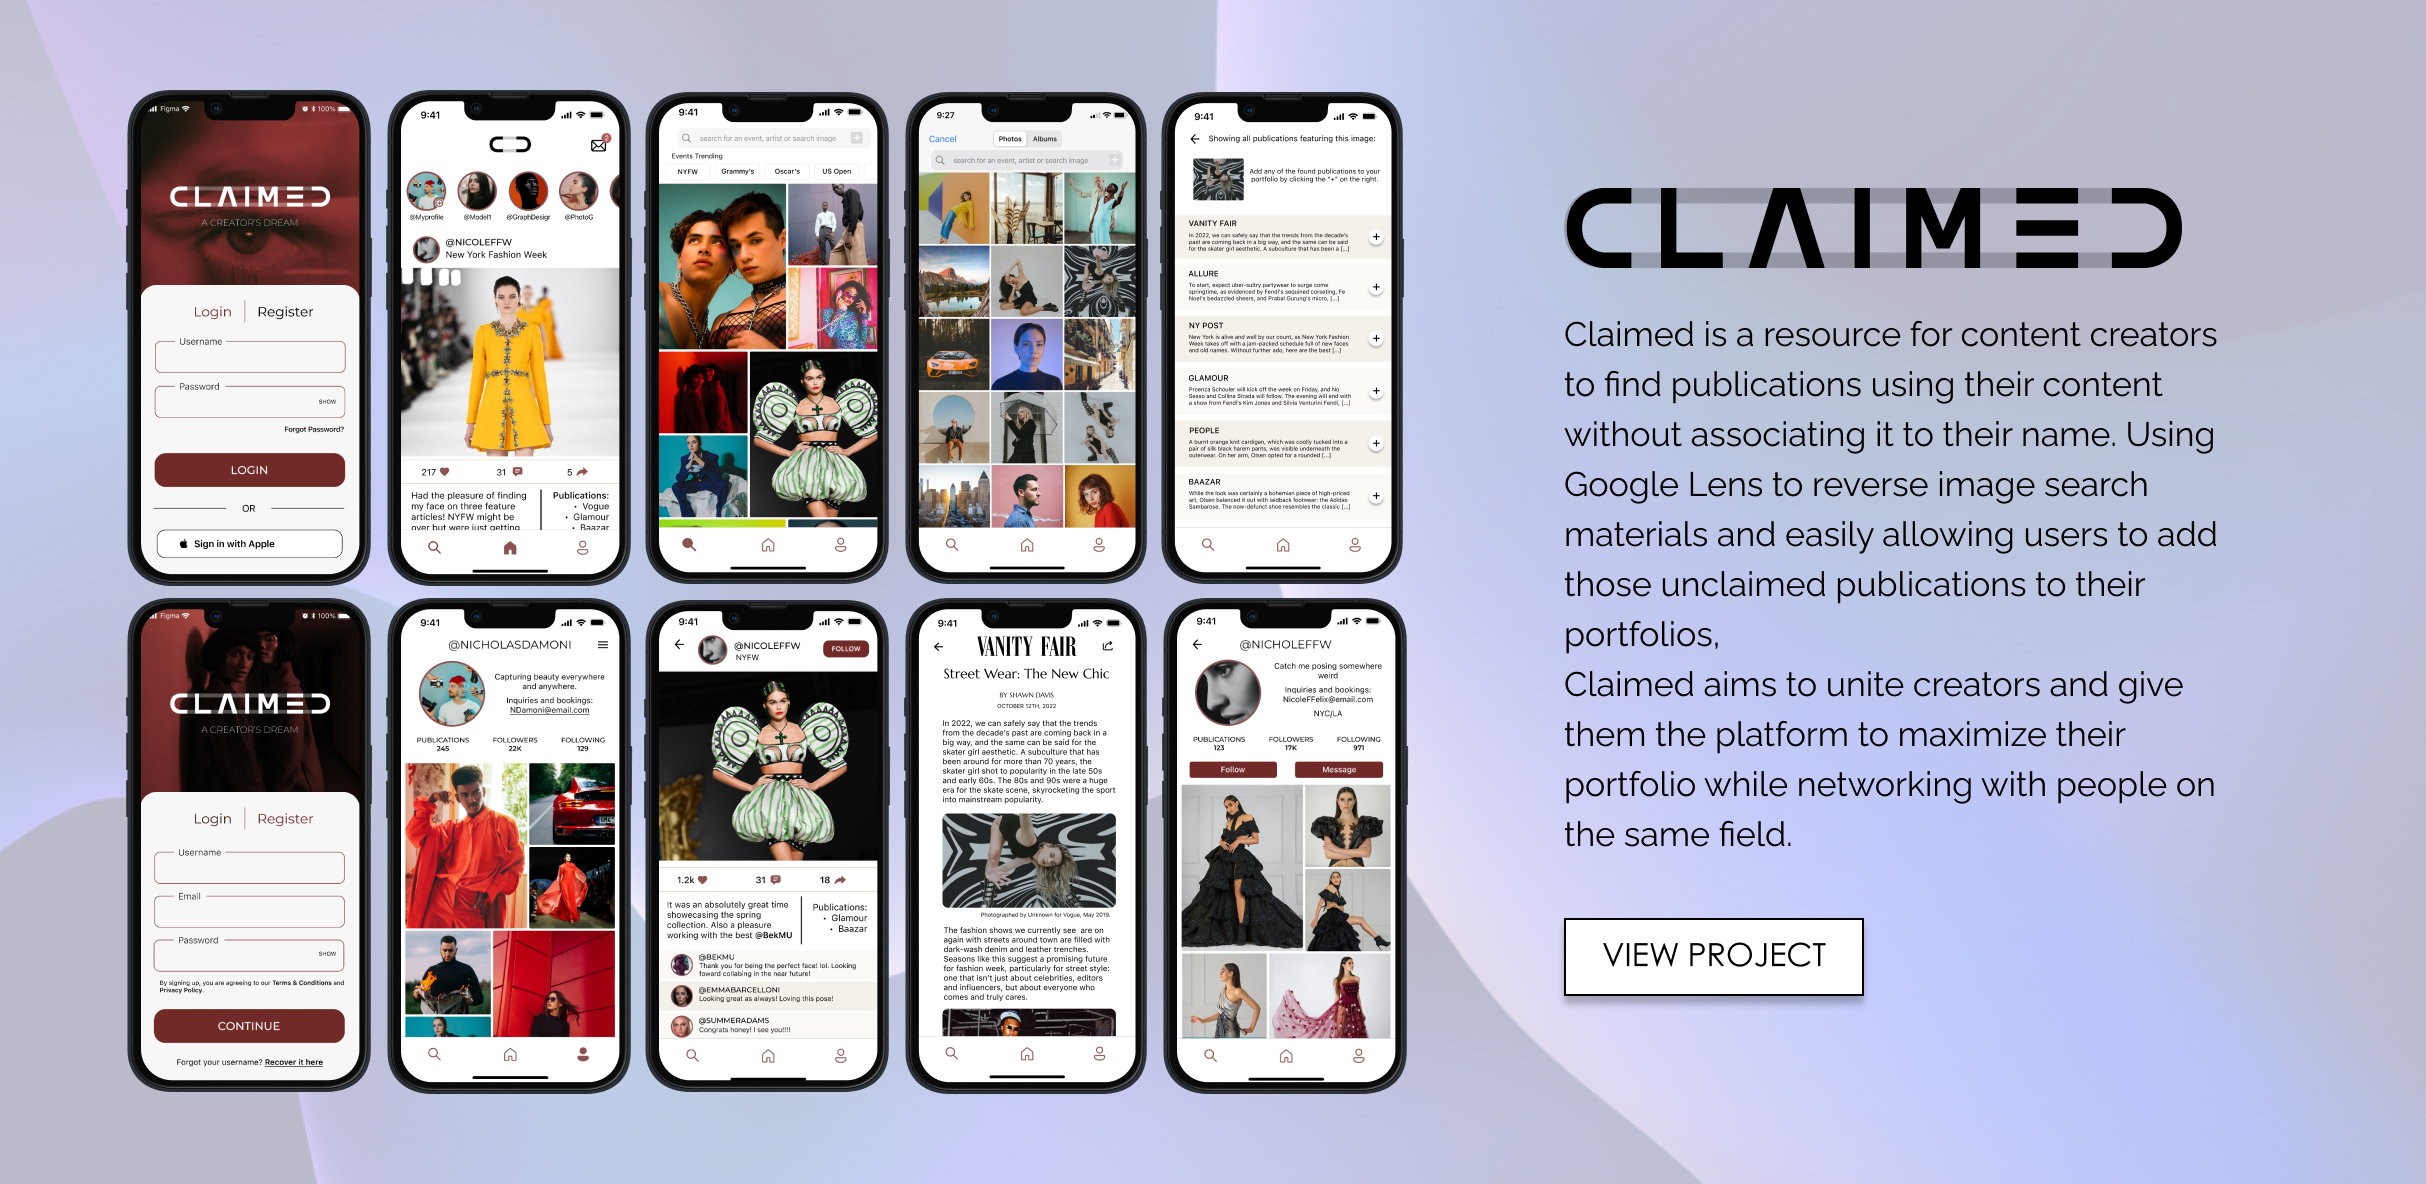 Figma
100%
CLAIMED
A CREATOR'S DREAM
Login
Register
Username
Password
SHOW
Forgot Password?
LOGIN
OR
Sign in with Apple
9:41
2
@Myprofile
@Model1
@GraphDesigr
@PhotoG
@NICOLEFFW
New York Fashion Week
217
31
5
Had the pleasure of finding
my face on three feature
articles! NYFW might be
over but were just getting
Publications:
• Vogue
• Glamour
• Baazar
9:41
search for an event, artist or search image
Events Trending
NYFW
Grammy's
Oscar's
US Open
9:27
Cancel
Photos
Albums
search for an event, artist or search image
9:41
Showing all publications featuring this image:
Add any of the found publications to your
portfolio by clicking the "+" on the right.
VANITY FAIR
In 2022, we can safely say that the trends from the decade's
past are coming back in a big way, and the same can be said
for the skater girl aesthetic. A subculture that has been a [...]
ALLURE
To start, expect uber-sultry partywear to surge come
springtime, as evidenced by Fendi's sequined corseting, Fe
Noel's bedazzled sheers, and Prabal Gurung's micro, [...]
NY POST
New York is alive and well by our count, as New York Fashion
Week takes off with a jam-packed schedule full of new faces
and old names. Without further ado, here are the best [...]
GLAMOUR
Proenza Schouler will kick off the week on Friday, and No
Sesso and Collina Strada will follow. The evening will end with
a show from Fendi's Kim Jones and Silvia Venturini Fendi, [...]
PEOPLE
A burnt orange knit cardigan, which was coolly tucked into a
pair of silk black harem pants, was visible underneath the
outerwear. On her arm, Olsen opted for a rounded [...]
BAAZAR
While the look was certainly a bohemian piece of high-priced
art, Olsen balanced it out with laidback footwear: the Adidas
Sambarose. The now-defunct shoe resembles the classic [...]
Figma
100%
CLAIMED
A CREATOR'S DREAM
Login
Register
Username
Email
Password
SHOW
By signing up, you are agreeing to our Terms & Conditions and
Privacy Policy.
CONTINUE
Forgot your username? Recover it here
9:41
@NICHOLASDAMONI
Capturing beauty everywhere
and anywhere.
Inquiries and bookings:
NDamoni@email.com
PUBLICATIONS
245
FOLLOWERS
22K
FOLLOWING
129
9:41
@NICOLEFFW
NYFW
FOLLOW
1.2k
31
18
It was an absolutely great time
showcasing the spring
collection. Also a pleasure
working with the best @BekMU
Publications:
• Glamour
• Baazar
@BEKMU
Thank you for being the perfect face! lol. Looking
foward collabing in the near future!
@EMMABARCELLONI
Looking great as always! Loving this pose!
@SUMMERADAMS
Congrats honey! I see you!!!!
9:41
VANITY FAIR
Street Wear: The New Chic
BY SHAWN DAVIS
OCTOBER 12TH, 2022
In 2022, we can safely say that the trends
from the decade's past are coming back in a
big way, and the same can be said for the
skater girl aesthetic. A subculture that has
been around for more than 70 years, the
skater girl shot to popularity in the late 50s
and early 60s. The 80s and 90s were a huge
era for the skate scene, skyrocketing the sport
into mainstream popularity.
Photographed by Unknown for Vogue, May 2019.
The fashion shows we currently see are on
again with streets around town are filled with
dark-wash denim and leather trenches.
Seasons like this suggest a promising future
for fashion week, particularly for street style:
one that isn't just about celebrities, editors
and influencers, but about everyone who
comes and truly cares.
9:41
@NICHOLEFFW
Catch me posing somewhere
weird
Inquiries and bookings:
NicoleFFelix@email.com
NYC/LA
PUBLICATIONS
123
FOLLOWERS
17K
FOLLOWING
971
Follow
Message
CLAIMED
Claimed is a resource for content creators
to find publications using their content
without associating it to their name. Using
Google Lens to reverse image search
materials and easily allowing users to add
those unclaimed publications to their
portfolios,
Claimed aims to unite creators and give
them the platform to maximize their
portfolio while networking with people on
the same field.
VIEW PROJECT